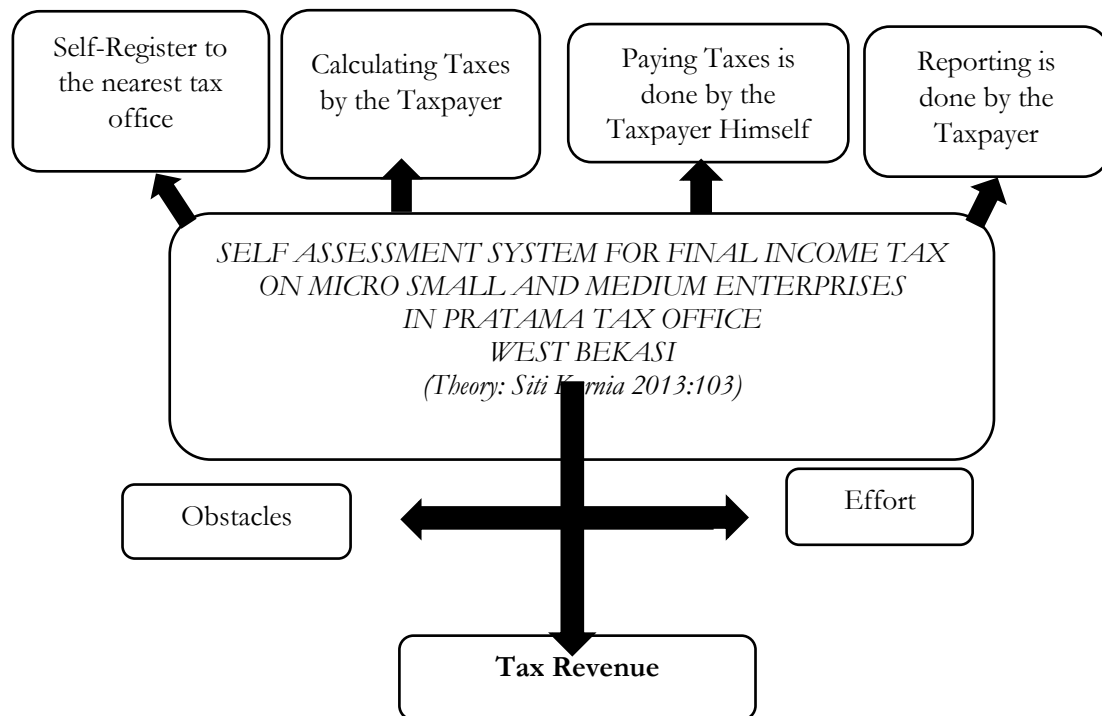 Self-Register to
the nearest tax
office
Calculating Taxes
by the Taxpayer
Paying Taxes is
done by the
Taxpayer Himself
Reporting is
done by the
Taxpayer
SELF ASSESSMENT SYSTEM FOR FINAL INCOME TAX
ON MICRO SMALL AND MEDIUM ENTERPRISES
IN PRATAMA TAX OFFICE
WEST BEKASI
(Theory: Siti Kurnia 2013:103)
Obstacles
Effort
Tax Revenue